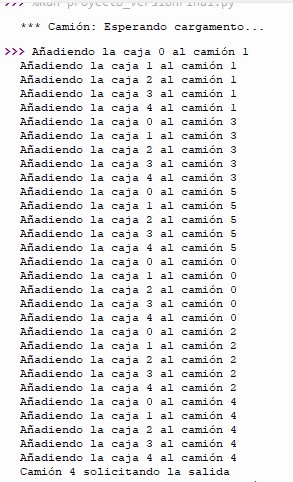 >>> %Run proyecto_versionFinal.py
*** Camión: Esperando cargamento...
>>> Añadiendo la caja 0 al camión 1
Añadiendo la caja 1 al camión 1
Añadiendo la caja 2 al camión 1
Añadiendo la caja 3 al camión 1
Añadiendo la caja 4 al camión 1
Añadiendo la caja 0 al camión 3
Añadiendo la caja 1 al camión 3
Añadiendo la caja 2 al camión 3
Añadiendo la caja 3 al camión 3
Añadiendo la caja 4 al camión 3
Añadiendo la caja 0 al camión 5
Añadiendo la caja 1 al camión 5
Añadiendo la caja 2 al camión 5
Añadiendo la caja 3 al camión 5
Añadiendo la caja 4 al camión 5
Añadiendo la caja 0 al camión 0
Añadiendo la caja 1 al camión 0
Añadiendo la caja 2 al camión 0
Añadiendo la caja 3 al camión 0
Añadiendo la caja 4 al camión 0
Añadiendo la caja 0 al camión 2
Añadiendo la caja 1 al camión 2
Añadiendo la caja 2 al camión 2
Añadiendo la caja 3 al camión 2
Añadiendo la caja 4 al camión 2
Añadiendo la caja 0 al camión 4
Añadiendo la caja 1 al camión 4
Añadiendo la caja 2 al camión 4
Añadiendo la caja 3 al camión 4
Añadiendo la caja 4 al camión 4
Camión 4 solicitando la salida